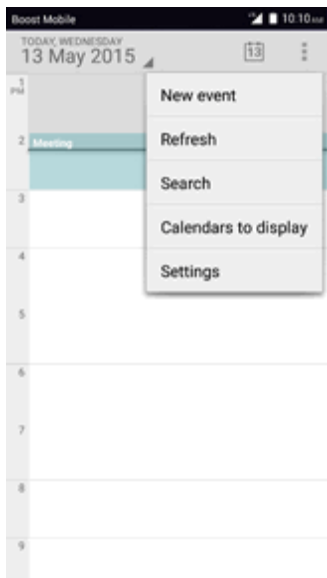 Boost Mobile 10:10 AM
TODAY, WEDNESDAY
13 May 2015
13
1
PM
New event
2 Meeting
Refresh
Search
3
Calendars to display
4
Settings
5
6
7
8
9